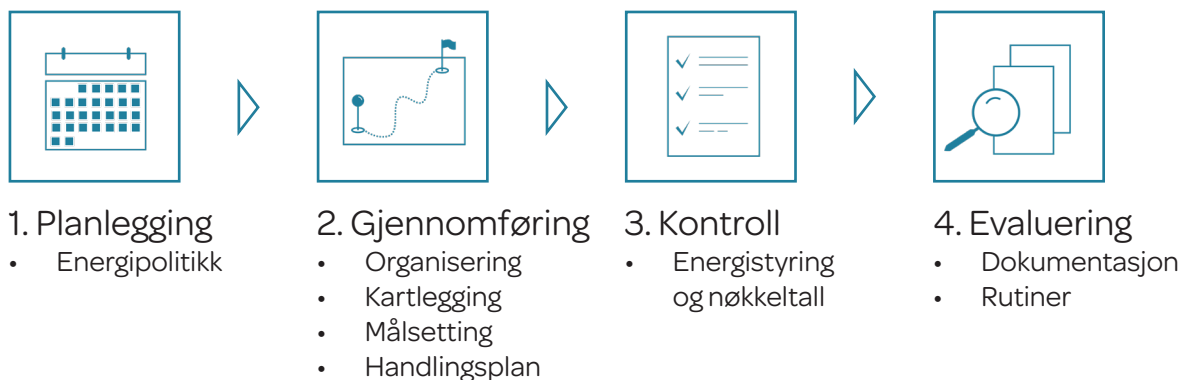 1. Planlegging
• Energipolitikk
2. Gjennomføring
• Organisering
• Kartlegging
• Målsetting
• Handlingsplan
3. Kontroll
• Energistyring
og nøkkeltall
4. Evaluering
• Dokumentasjon
• Rutiner